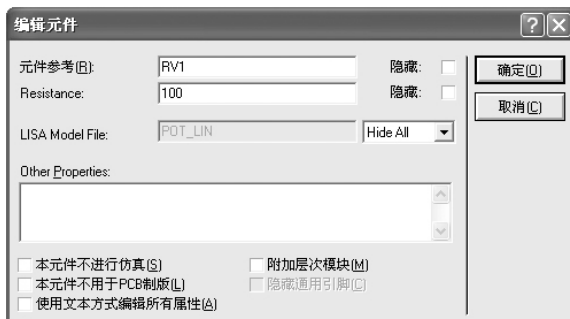 编辑元件
元件参考(R): RV1 隐藏: 确定(O)
Resistance: 100 隐藏:
取消(C)
LISA Model File: POT_LIN Hide All
Other Properties:
本元件不进行仿真(S) 附加层次模块(M)
本元件不用于PCB制版(L) 隐藏通用引脚(C)
使用文本方式编辑所有属性(A)